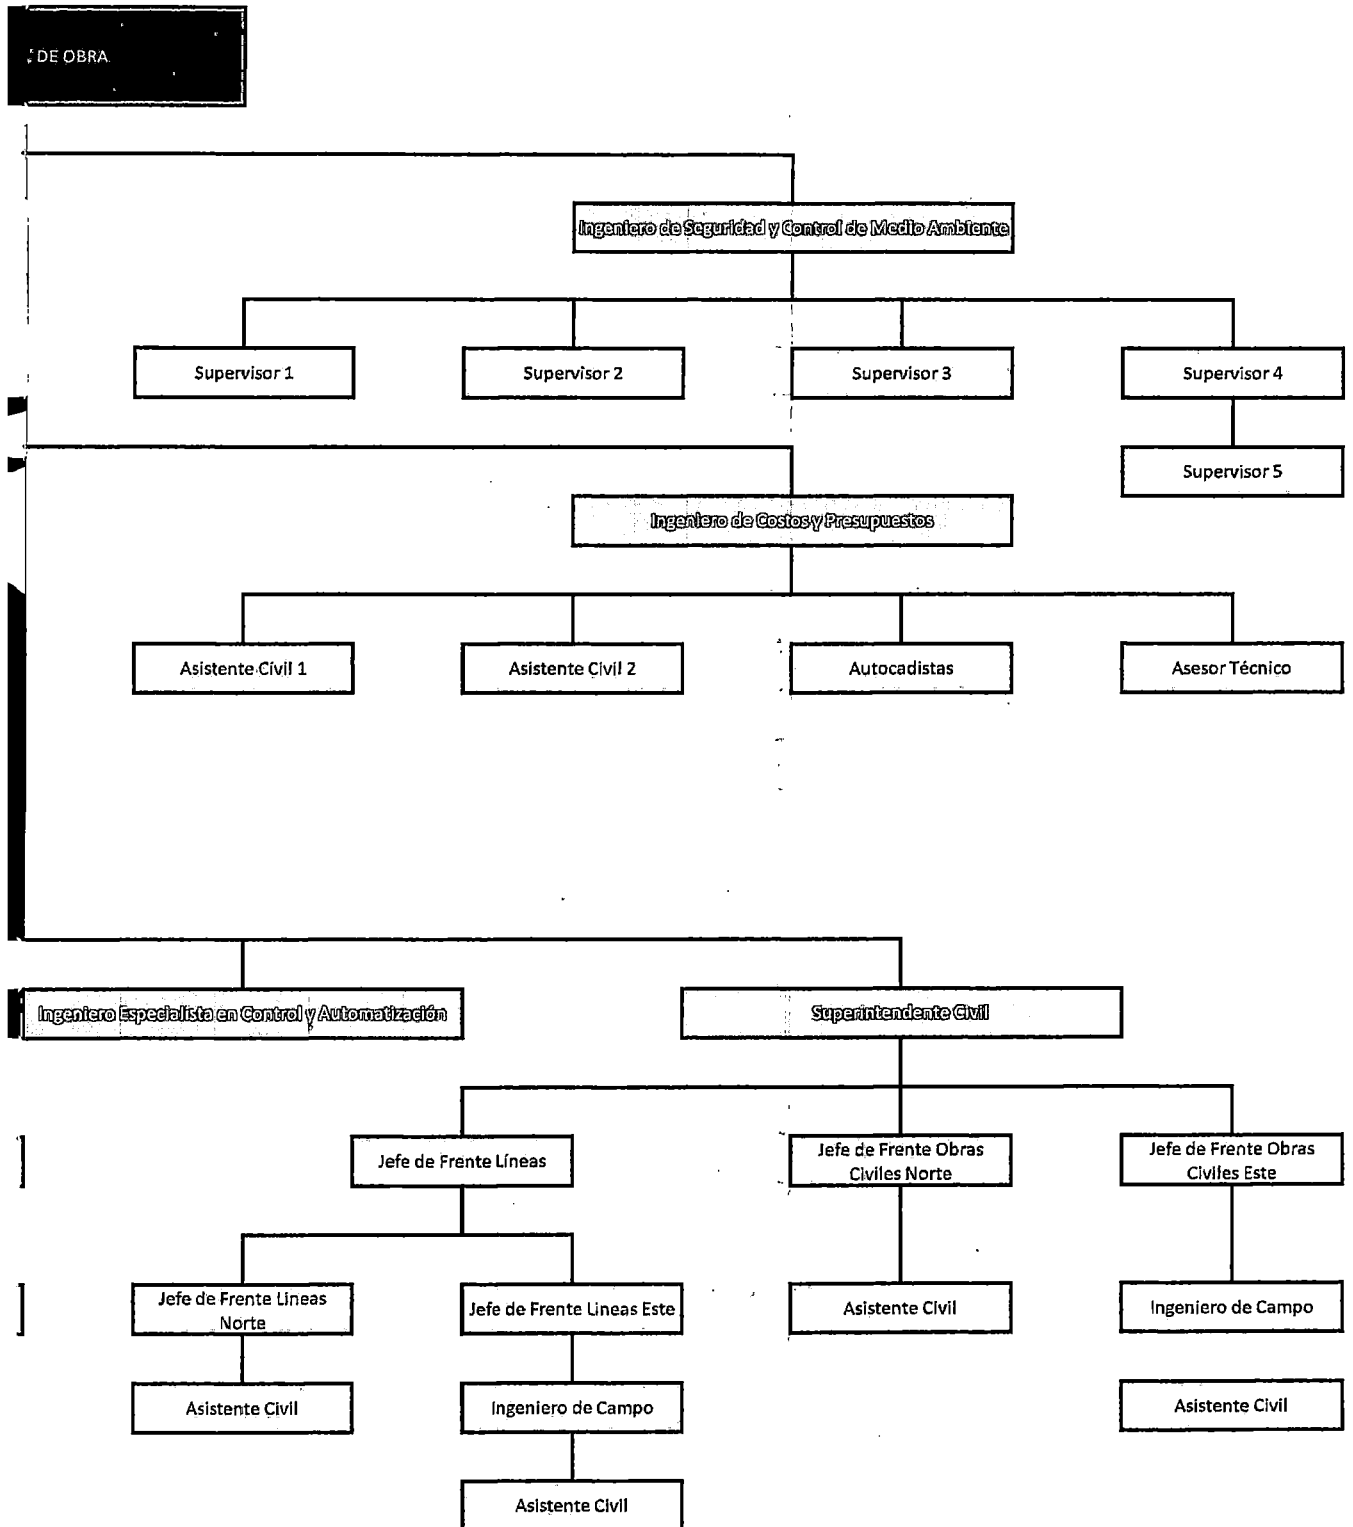 DE OBRA
Ingeniero de Seguridad y Control de Medio Ambiente
Supervisor 1
Supervisor 2
Supervisor 3
Supervisor 4
Supervisor 5
Ingeniero de Costos y Presupuestos
Asistente Civil 1
Asistente Civil 2
Autocadistas
Asesor Técnico
Ingeniero Especialista en Control y Automatización
Superintendente Civil
Jefe de Frente Líneas
Jefe de Frente Obras
Civiles Norte
Jefe de Frente Obras
Civiles Este
Jefe de Frente Lineas
Norte
Jefe de Frente Lineas Este
Asistente Civil
Ingeniero de Campo
Asistente Civil
Ingeniero de Campo
Asistente Civil
Asistente Civil